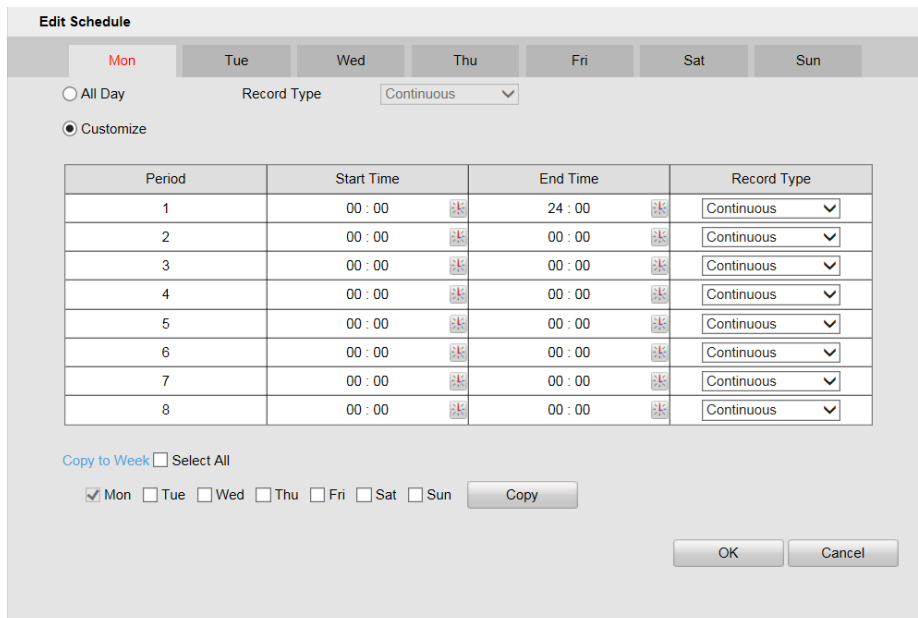 Edit Schedule
Mon Tue Wed Thu Fri Sat Sun
All Day Record Type Continuous
Customize
Period Start Time End Time Record Type
1 00 : 00 24 : 00 Continuous
2 00 : 00 00 : 00 Continuous
3 00 : 00 00 : 00 Continuous
4 00 : 00 00 : 00 Continuous
5 00 : 00 00 : 00 Continuous
6 00 : 00 00 : 00 Continuous
7 00 : 00 00 : 00 Continuous
8 00 : 00 00 : 00 Continuous
Copy to Week Select All
Mon Tue Wed Thu Fri Sat Sun Copy
OK Cancel